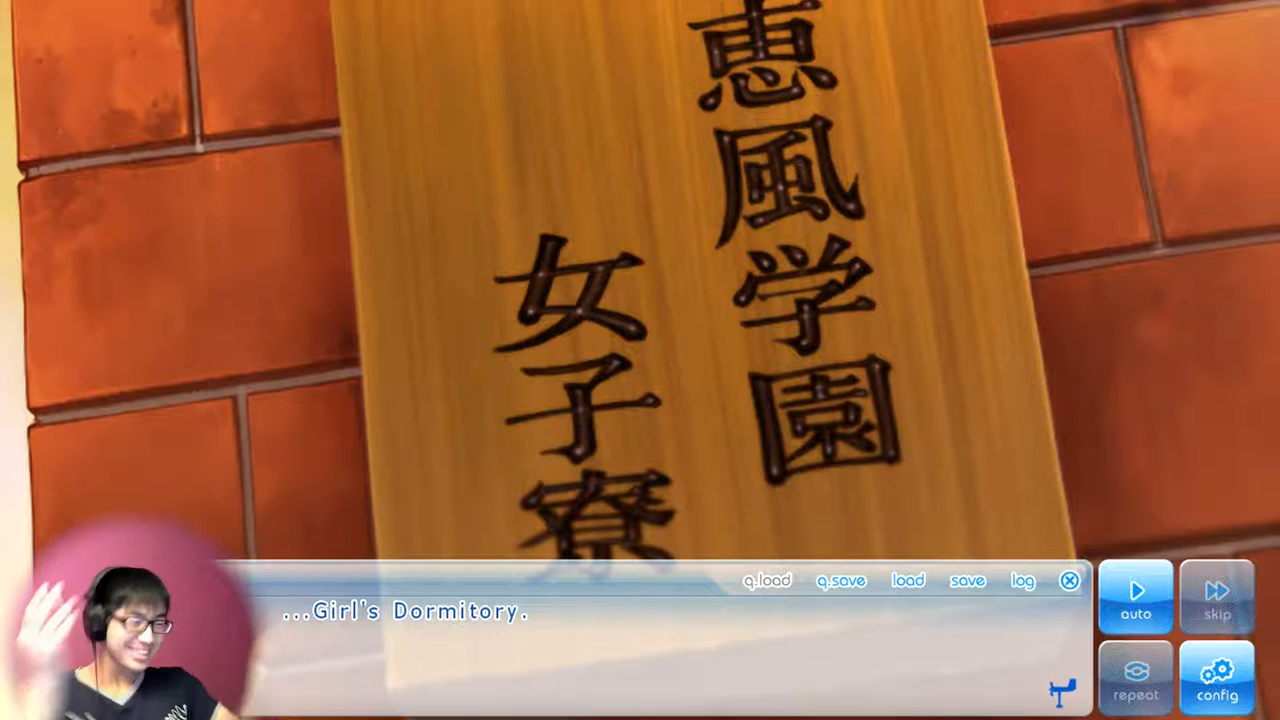 恵風学園
女子寮
q.load q.save load save log
...Girl's Dormitory.
auto
skip
repeat
config